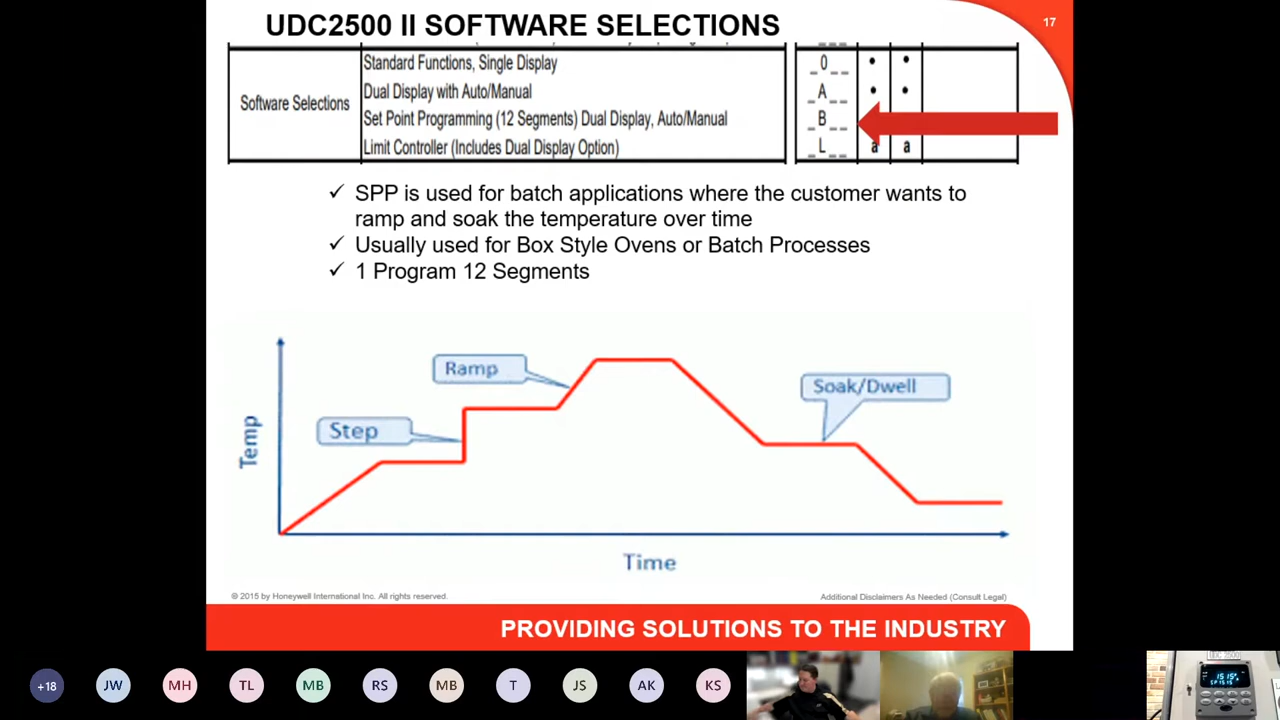 UDC2500 II SOFTWARE SELECTIONS
17
Software Selections
Standard Functions, Single Display
_0_ _
Dual Display with Auto/Manual
_A_ _
Set Point Programming (12 Segments) Dual Display, Auto/Manual
_B_ _
Limit Controller (Includes Dual Display Option)
_L_ _
a a
✓ SPP is used for batch applications where the customer wants to
ramp and soak the temperature over time
✓ Usually used for Box Style Ovens or Batch Processes
✓ 1 Program 12 Segments
Ramp
Soak/Dwell
Step
Temp
Time
© 2015 by Honeywell International Inc. All rights reserved.
Additional Disclaimers As Needed (Consult Legal)
PROVIDING SOLUTIONS TO THE INDUSTRY
+18 JW MH TL MB RS MB T JS AK KS